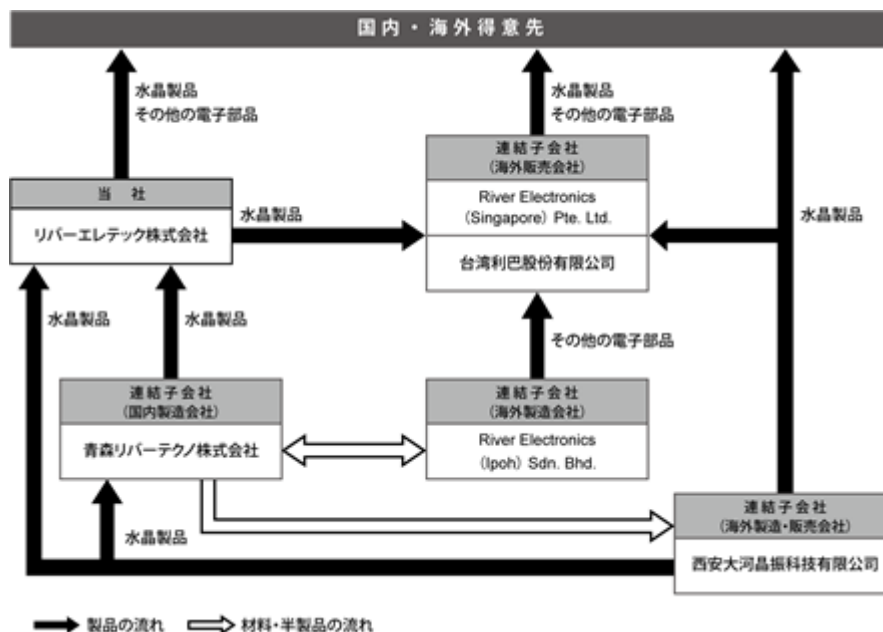 国内・海外得意先
水晶製品
その他の電子部品
水晶製品
その他の電子部品
連結子会社
（海外販売会社）
River Electronics
(Singapore) Pte. Ltd.
台湾利巴股份有限公司
当 社
リバーエレテック株式会社
水晶製品
水晶製品
水晶製品
水晶製品
その他の電子部品
連結子会社
（国内製造会社）
青森リバーテクノ株式会社
連結子会社
（海外製造会社）
River Electronics
(Ipoh) Sdn. Bhd.
連結子会社
（海外製造・販売会社）
西安大河晶振科技有限公司
水晶製品
製品の流れ
材料・半製品の流れ